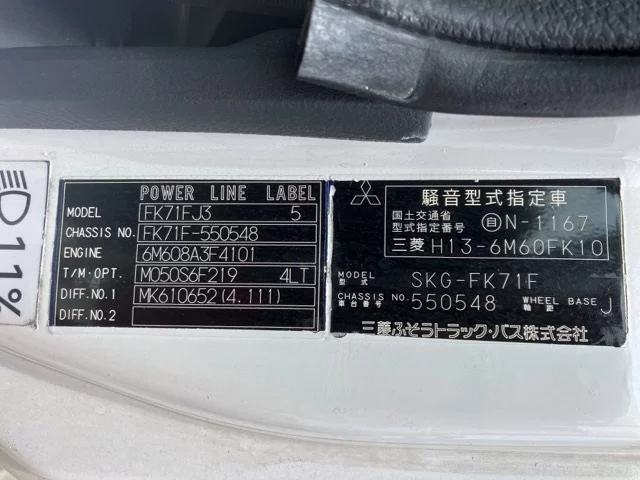 11%
POWER LINE LABEL
MODEL FK71FJ3 5
CHASSIS NO. FK71F-550548
ENGINE 6M608A3F4101
T/M・OPT. M050S6F219 4LT
DIFF.NO.1 MK610652(4.111)
DIFF.NO.2
騒音型式指定車
国土交通省
型式指定番号 自N-1167
三菱 H13-6M60FK10
MODEL
型式 SKG-FK71F
CHASSIS NO.
車台番号 550548 WHEEL BASE
軸距 J
三菱ふそうトラック・バス株式会社